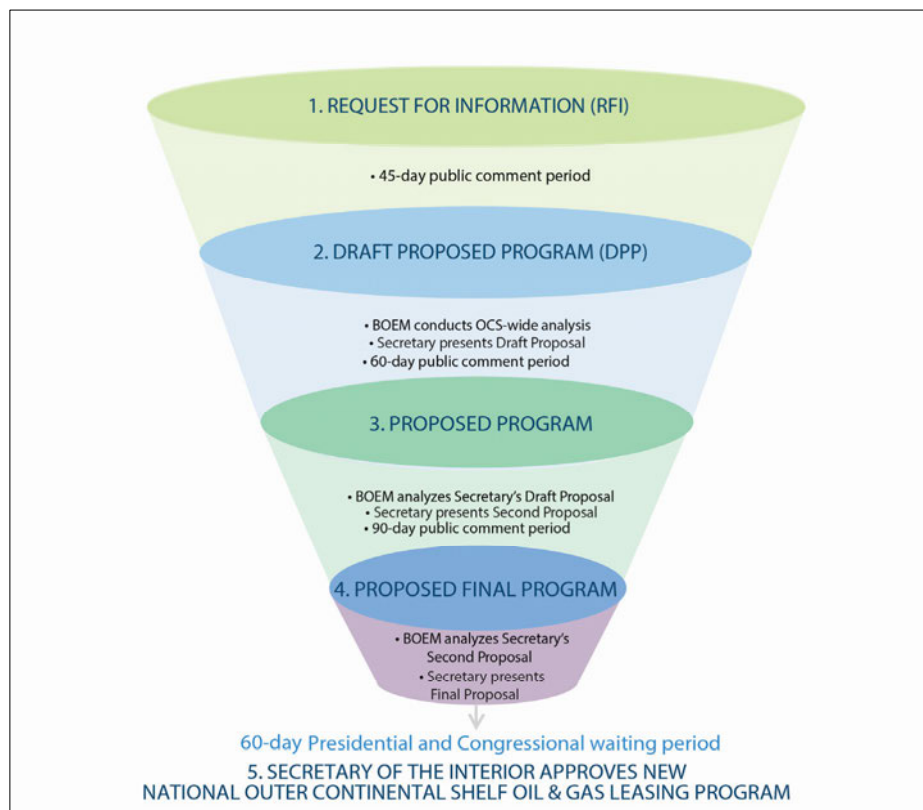 1. REQUEST FOR INFORMATION (RFI)
• 45-day public comment period
2. DRAFT PROPOSED PROGRAM (DPP)
• BOEM conducts OCS-wide analysis
• Secretary presents Draft Proposal
• 60-day public comment period
3. PROPOSED PROGRAM
• BOEM analyzes Secretary's Draft Proposal
• Secretary presents Second Proposal
• 90-day public comment period
4. PROPOSED FINAL PROGRAM
• BOEM analyzes Secretary's
Second Proposal
• Secretary presents
Final Proposal
60-day Presidential and Congressional waiting period
5. SECRETARY OF THE INTERIOR APPROVES NEW
NATIONAL OUTER CONTINENTAL SHELF OIL & GAS LEASING PROGRAM